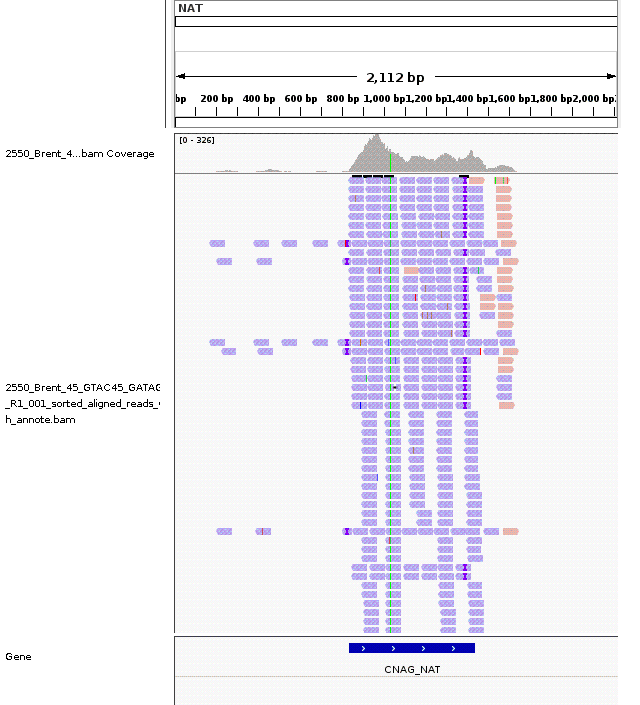 NAT
2,112 bp
bp 200 bp 400 bp 600 bp 800 bp 1,000 bp 1,200 bp 1,400 bp 1,600 bp 1,800 bp 2,000 bp
[0 - 326]
2550_Brent_4...bam Coverage
2550_Brent_45_GTAC45_GATAG
_R1_001_sorted_aligned_reads_
h_annote.bam
Gene
CNAG_NAT